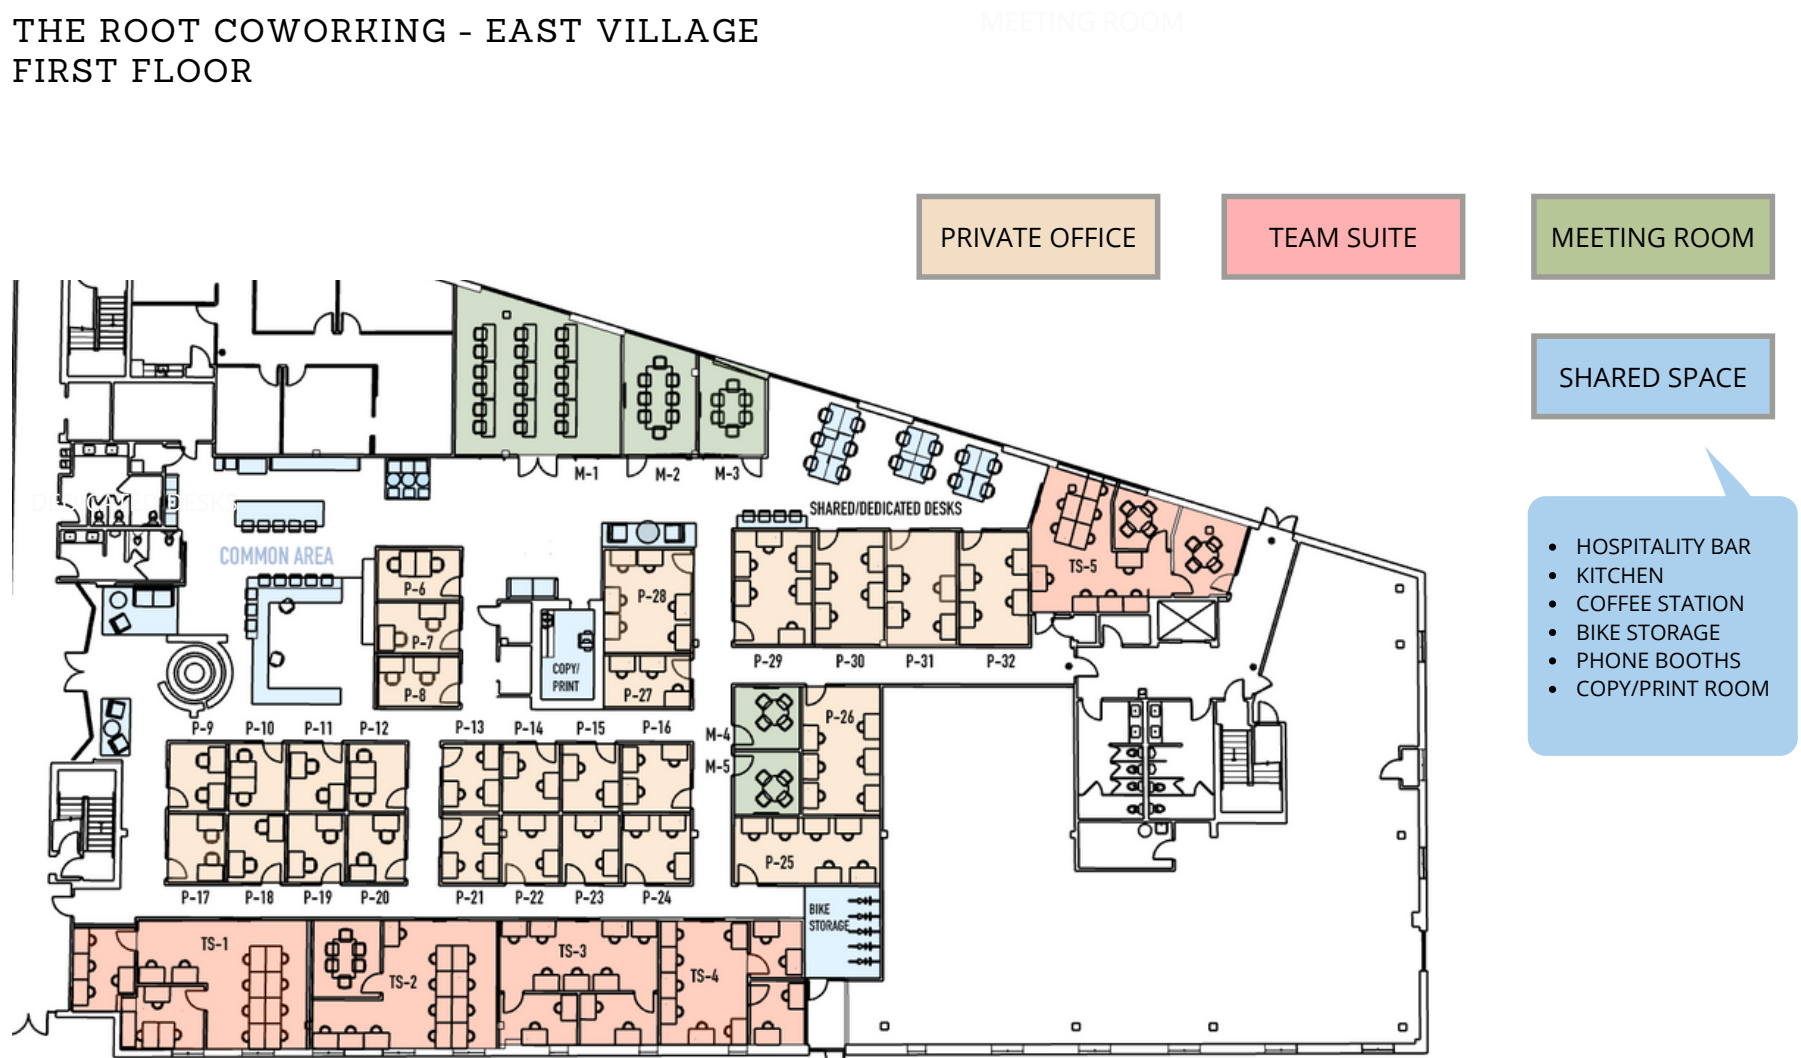 THE ROOT COWORKING - EAST VILLAGE
FIRST FLOOR
MEETING ROOM
PRIVATE OFFICE
TEAM SUITE
MEETING ROOM
SHARED SPACE
• HOSPITALITY BAR
• KITCHEN
• COFFEE STATION
• BIKE STORAGE
• PHONE BOOTHS
• COPY/PRINT ROOM
M-1
M-2
M-3
DEDICATED DESKS
SHARED/DEDICATED DESKS
COMMON AREA
TS-5
P-6
P-28
P-7
P-29
P-30
P-31
P-32
COPY/
PRINT
P-8
P-27
P-26
P-9
P-10
P-11
P-12
P-13
P-14
P-15
P-16
M-4
M-5
P-25
P-17
P-18
P-19
P-20
P-21
P-22
P-23
P-24
BIKE
STORAGE
TS-1
TS-2
TS-3
TS-4